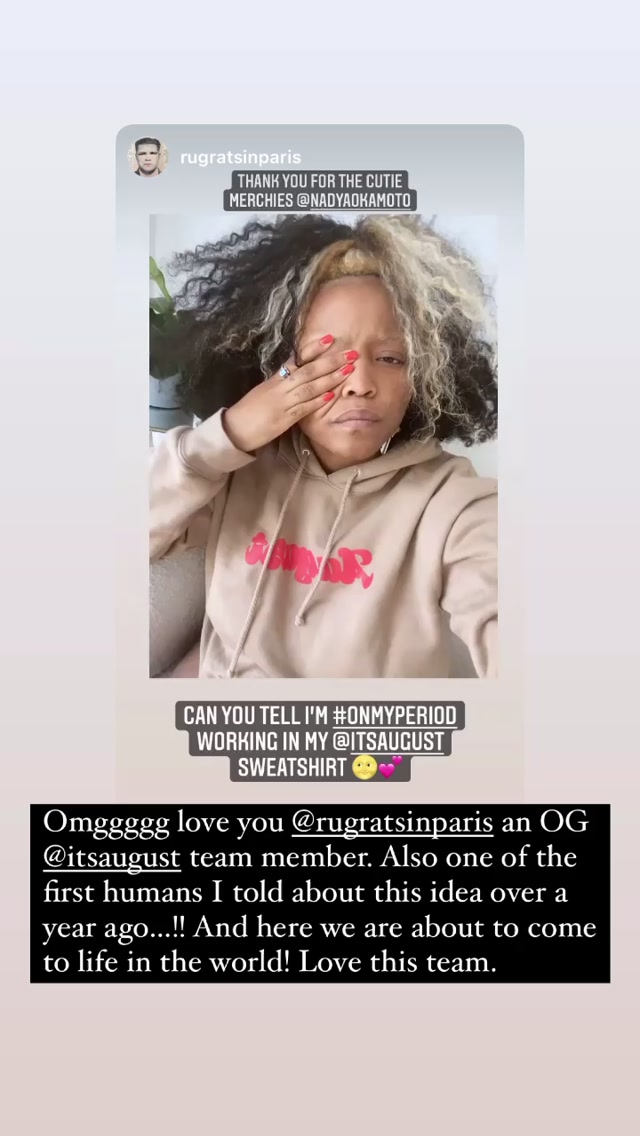 rugratsinparis
THANK YOU FOR THE CUTIE
MERCHIES @NADYAOKAMOTO
August
CAN YOU TELL I'M #ONMYPERIOD
WORKING IN MY @ITSAUGUST
SWEATSHIRT 🌝💕
Omggggg love you @rugratsinparis an OG
@itsaugust team member. Also one of the
first humans I told about this idea over a
year ago...!! And here we are about to come
to life in the world! Love this team.